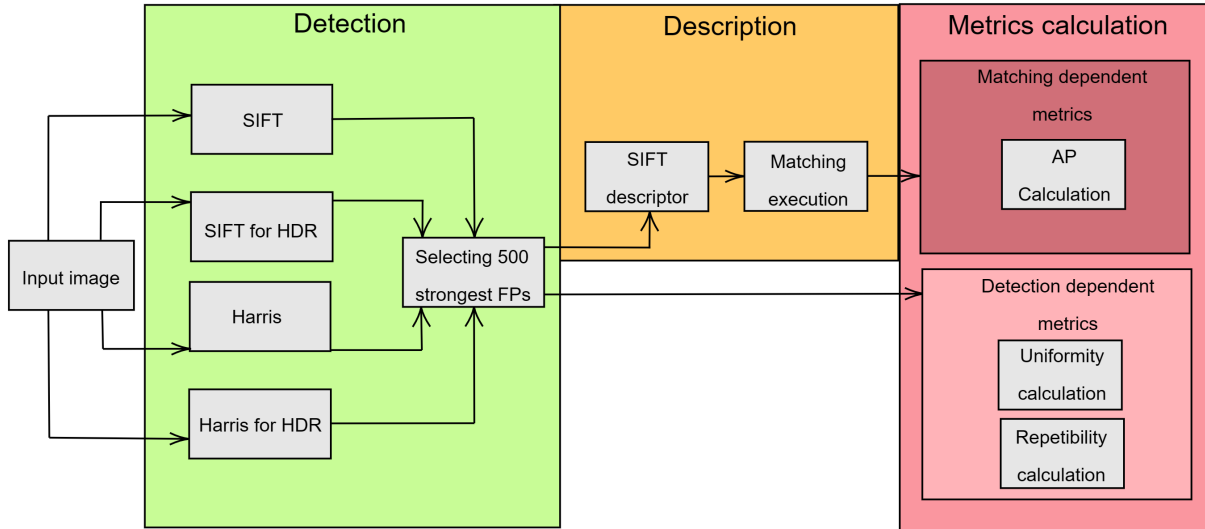 Detection
Description
Metrics calculation
Input image
SIFT
SIFT for HDR
Harris
Harris for HDR
Selecting 500
strongest FPs
SIFT
descriptor
Matching
execution
Matching dependent
metrics
AP
Calculation
Detection dependent
metrics
Uniformity
calculation
Repetibility
calculation